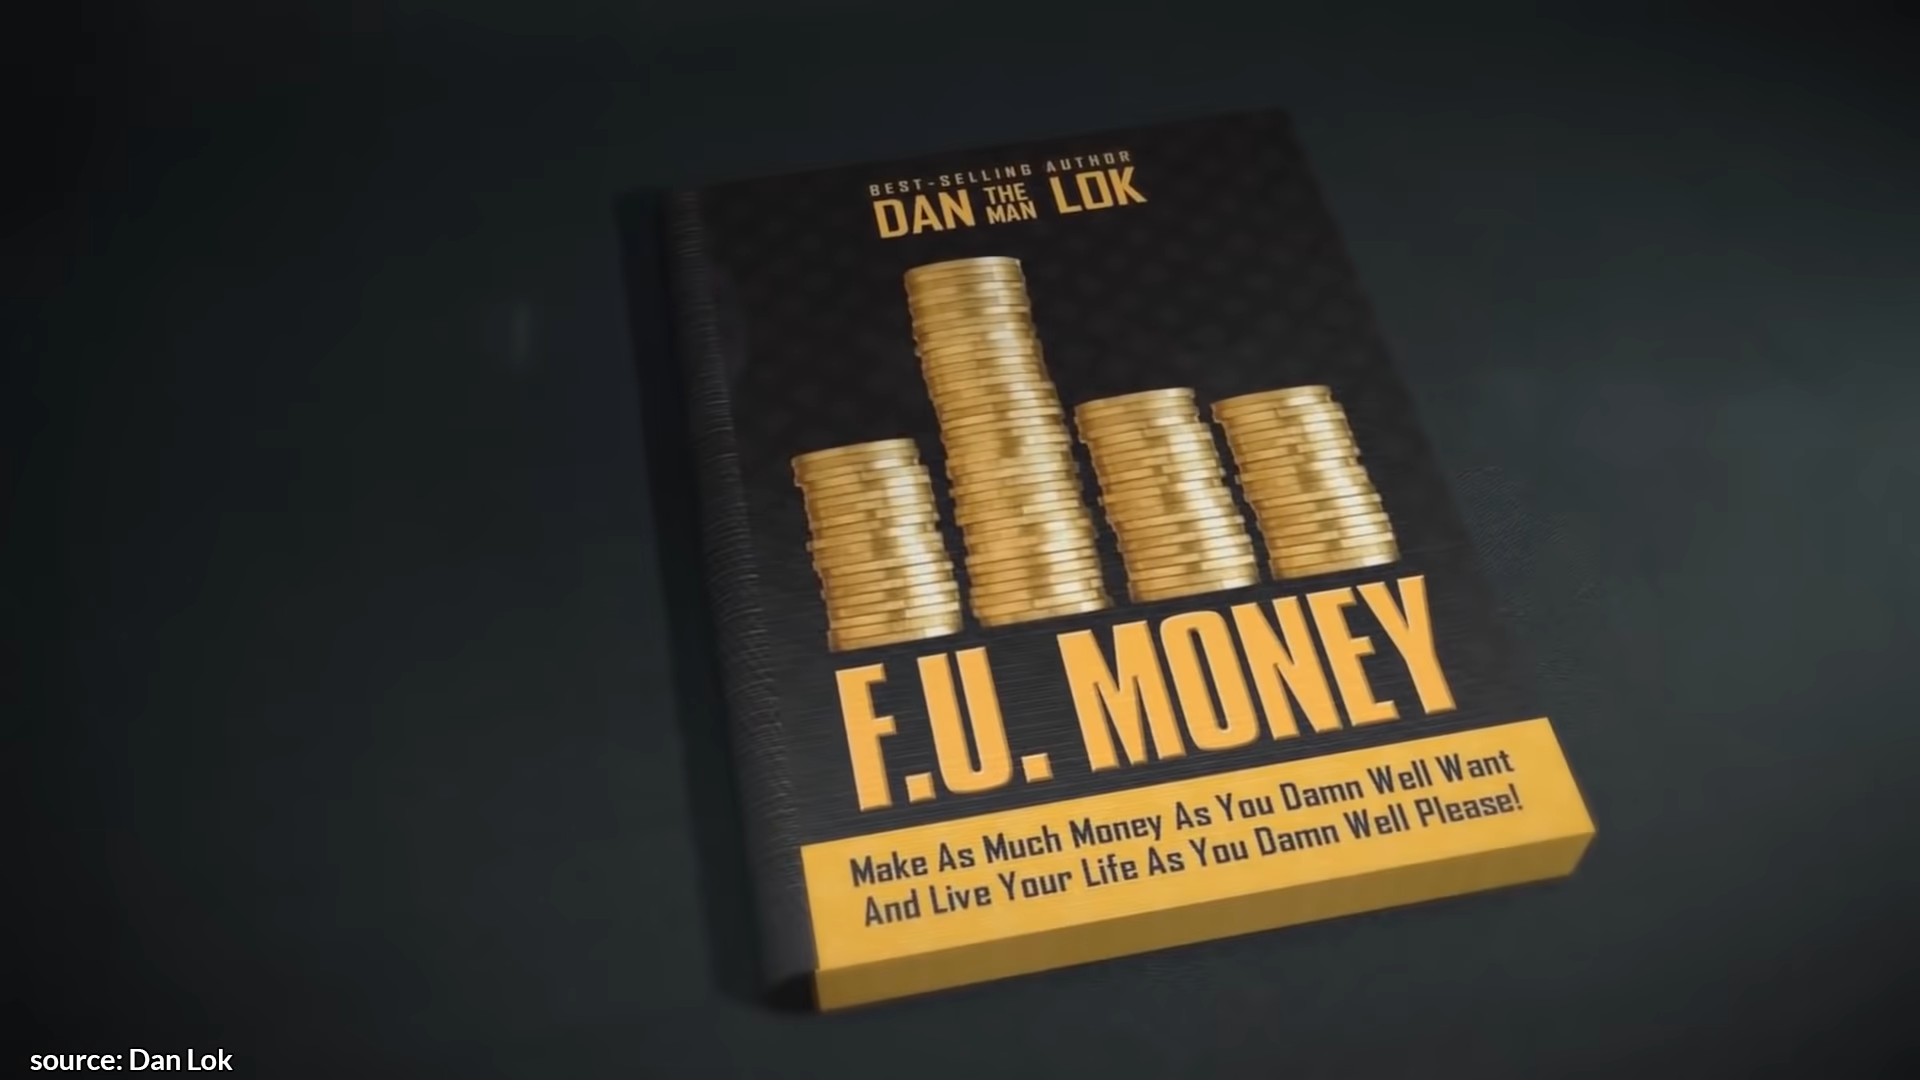 BEST-SELLING AUTHOR
DAN THE MAN LOK
F.U. MONEY
Make As Much Money As You Damn Well Want
And Live Your Life As You Damn Well Please!
source: Dan Lok